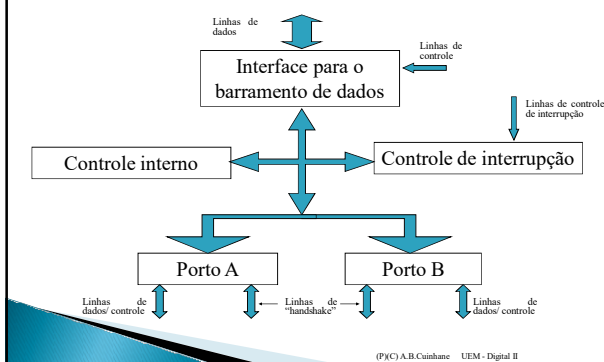 Linhas de
dados
Linhas de
controle
Interface para o
barramento de dados
Linhas de controle
de interrupção
Controle interno
Controle de interrupção
Porto A
Porto B
Linhas de
dados/ controle
Linhas de
“handshake”
Linhas de
dados/ controle
(P)(C) A.B.Cuinhane UEM - Digital II